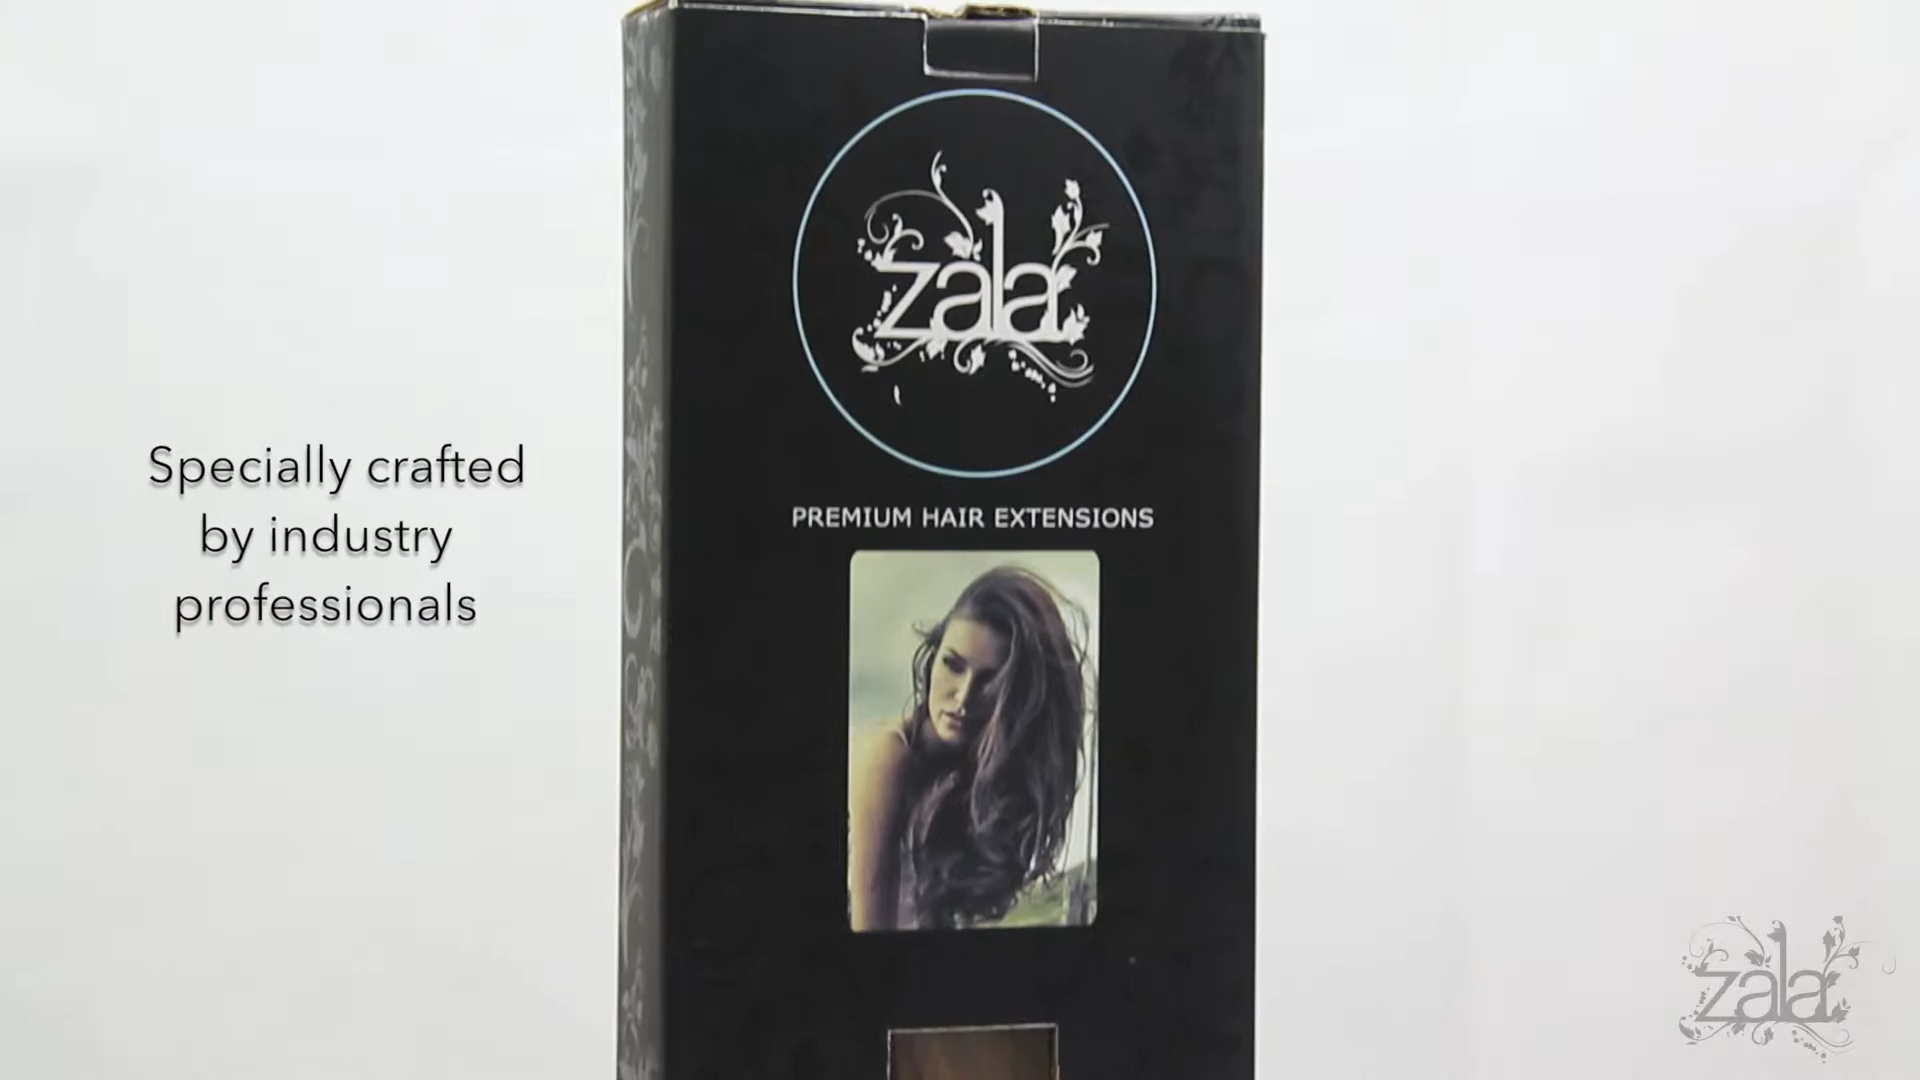 zala
PREMIUM HAIR EXTENSIONS
Specially crafted
by industry
professionals
zala